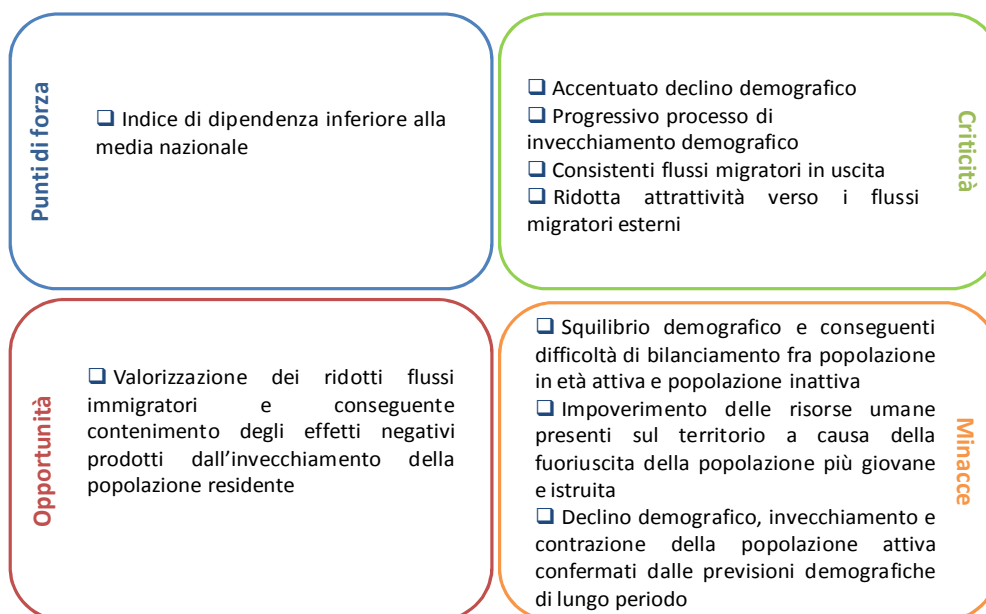 Punti di forza
❑ Indice di dipendenza inferiore alla
media nazionale
❑ Accentuato declino demografico
❑ Progressivo processo di
invecchiamento demografico
❑ Consistenti flussi migratori in uscita
❑ Ridotta attrattività verso i flussi
migratori esterni
Criticità
Opportunità
❑ Valorizzazione dei ridotti flussi
immigratori e conseguente
contenimento degli effetti negativi
prodotti dall’invecchiamento della
popolazione residente
❑ Squilibrio demografico e conseguenti
difficoltà di bilanciamento fra popolazione
in età attiva e popolazione inattiva
❑ Impoverimento delle risorse umane
presenti sul territorio a causa della
fuoriuscita della popolazione più giovane
e istruita
❑ Declino demografico, invecchiamento e
contrazione della popolazione attiva
confermati dalle previsioni demografiche
di lungo periodo
Minacce